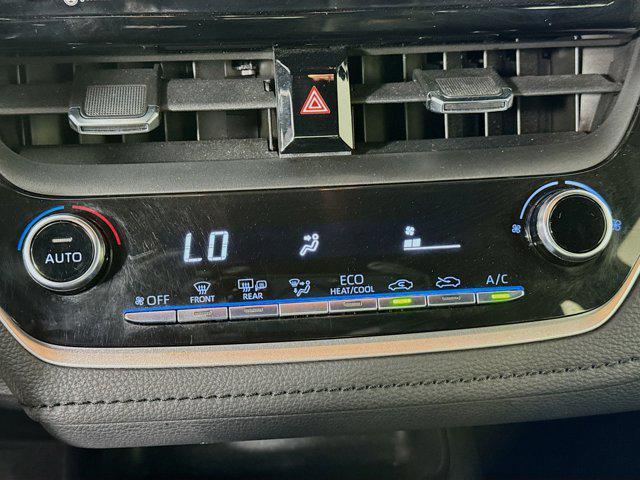 AUTO
LO
OFF
FRONT
REAR
ECO
HEAT/COOL
A/C